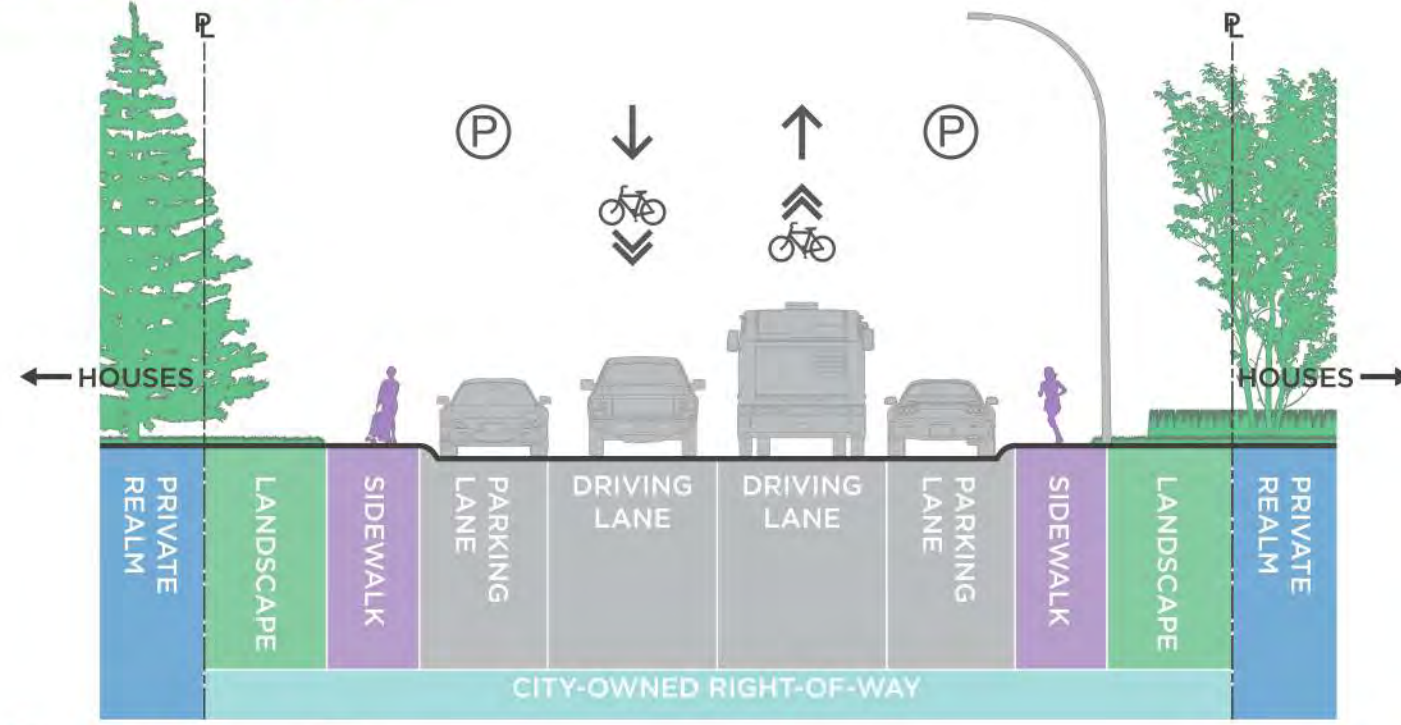 PL
PL
P
P
HOUSES
HOUSES
PRIVATE
REALM
LANDSCAPE
SIDEWALK
PARKING
LANE
DRIVING
LANE
DRIVING
LANE
PARKING
LANE
SIDEWALK
LANDSCAPE
PRIVATE
REALM
CITY-OWNED RIGHT-OF-WAY